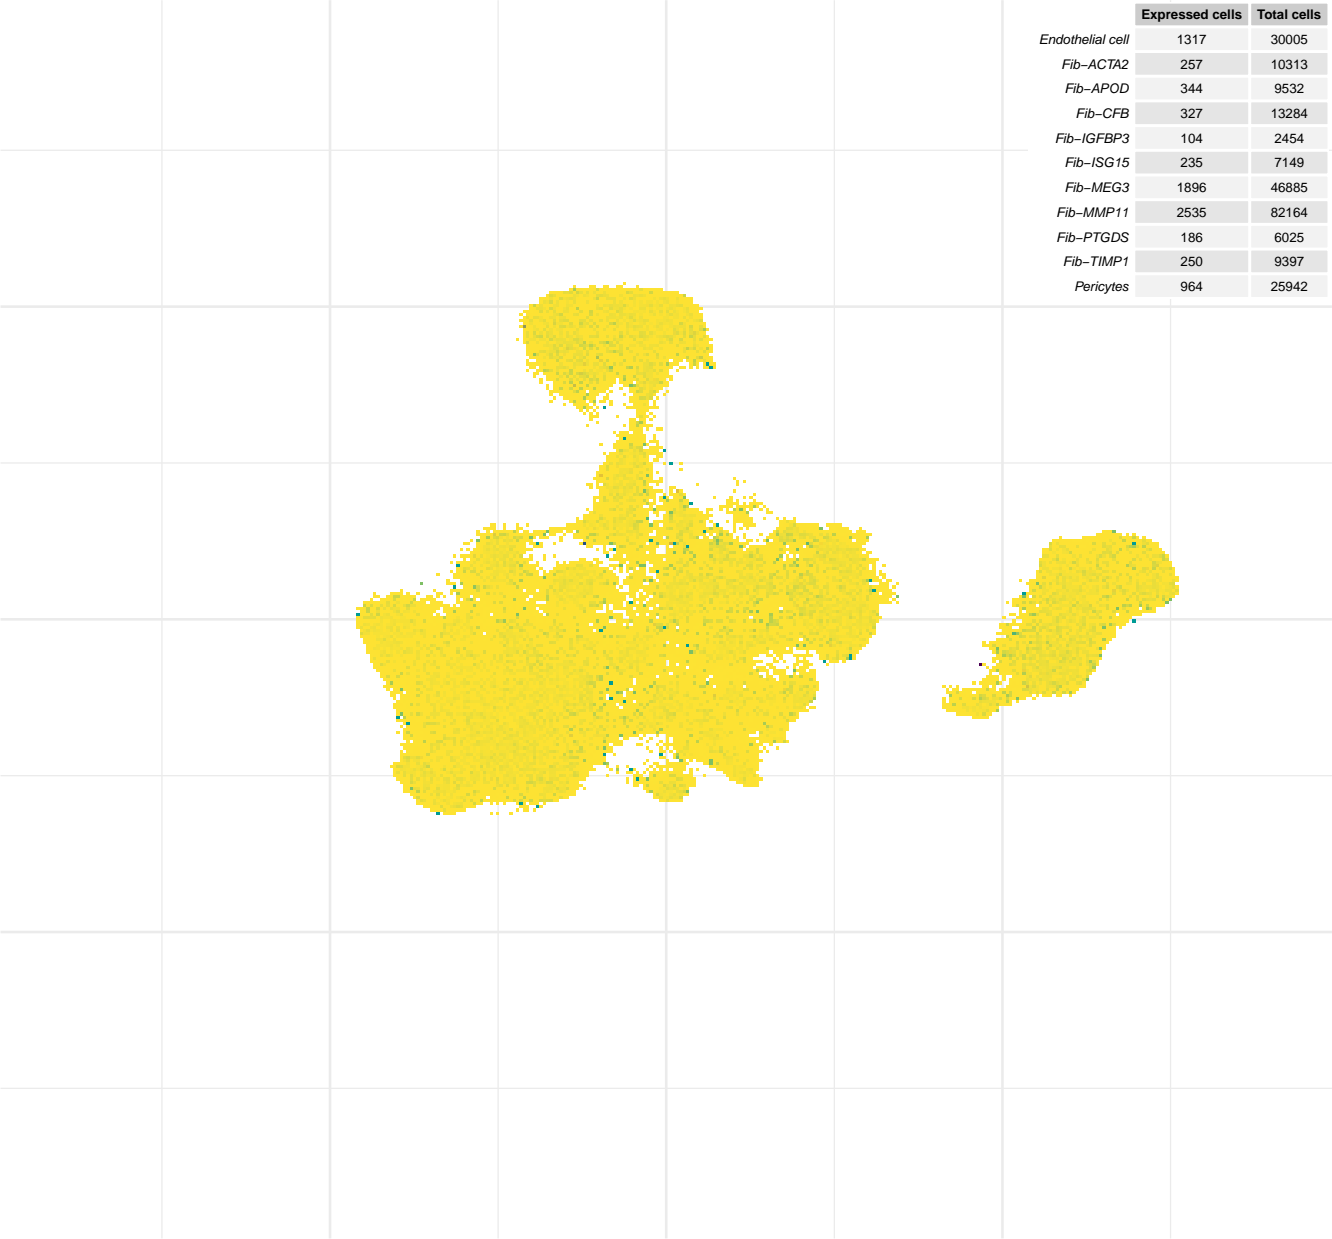 Expressed cells Total cells
Endothelial cell 1317 30005
Fib−ACTA2 257 10313
Fib−APOD 344 9532
Fib−CFB 327 13284
Fib−IGFBP3 104 2454
Fib−ISG15 235 7149
Fib−MEG3 1896 46885
Fib−MMP11 2535 82164
Fib−PTGDS 186 6025
Fib−TIMP1 250 9397
Pericytes 964 25942